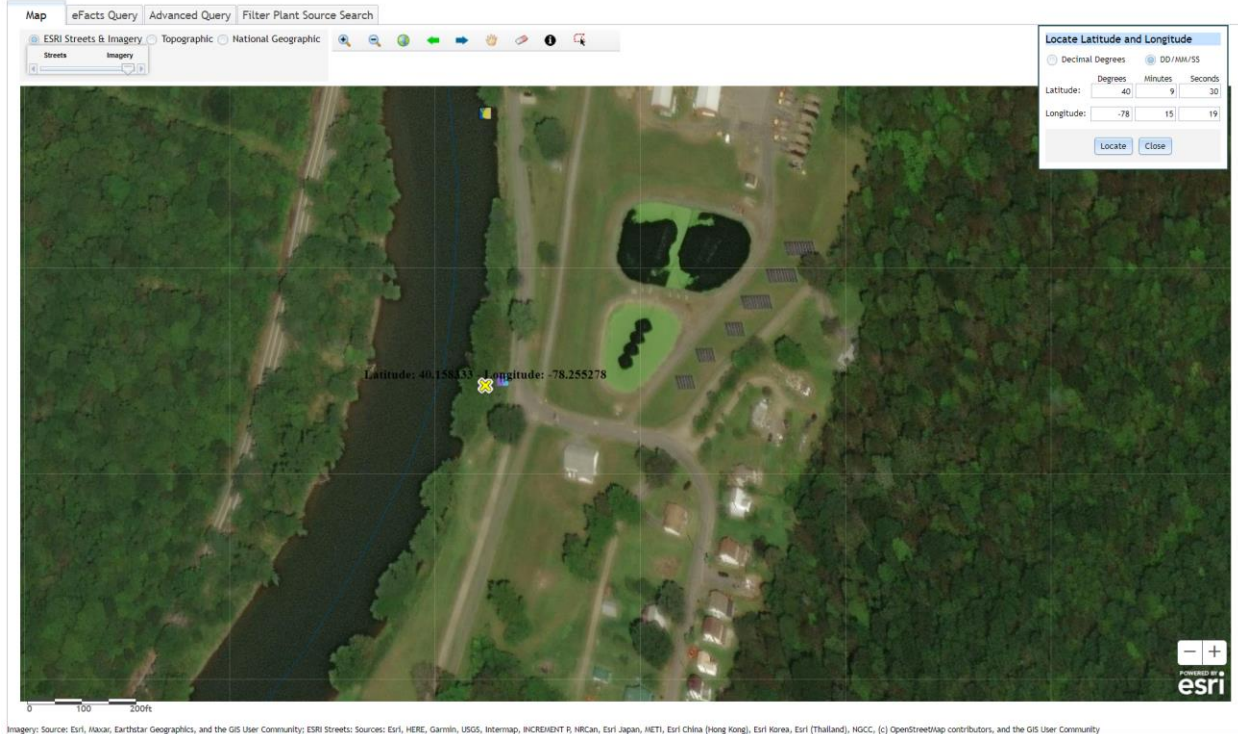 Map eFacts Query Advanced Query Filter Plant Source Search
ESRI Streets & Imagery Topographic National Geographic
Streets Imagery
Locate Latitude and Longitude
Decimal Degrees DD/MM/SS
Degrees Minutes Seconds
Latitude: 40 9 30
Longitude: -78 15 19
Locate Close
Latitude: 40.158333 Longitude: -78.255278
0 100 200ft
POWERED BY
esri
Imagery: Source: Esri, Maxar, Earthstar Geographics, and the GIS User Community; ESRI Streets: Sources: Esri, HERE, Garmin, USGS, Intermap, INCREMENT P, NRCan, Esri Japan, METI, Esri China (Hong Kong), Esri Korea, Esri (Thailand), NGCC, (c) OpenStreetMap contributors, and the GIS User Community